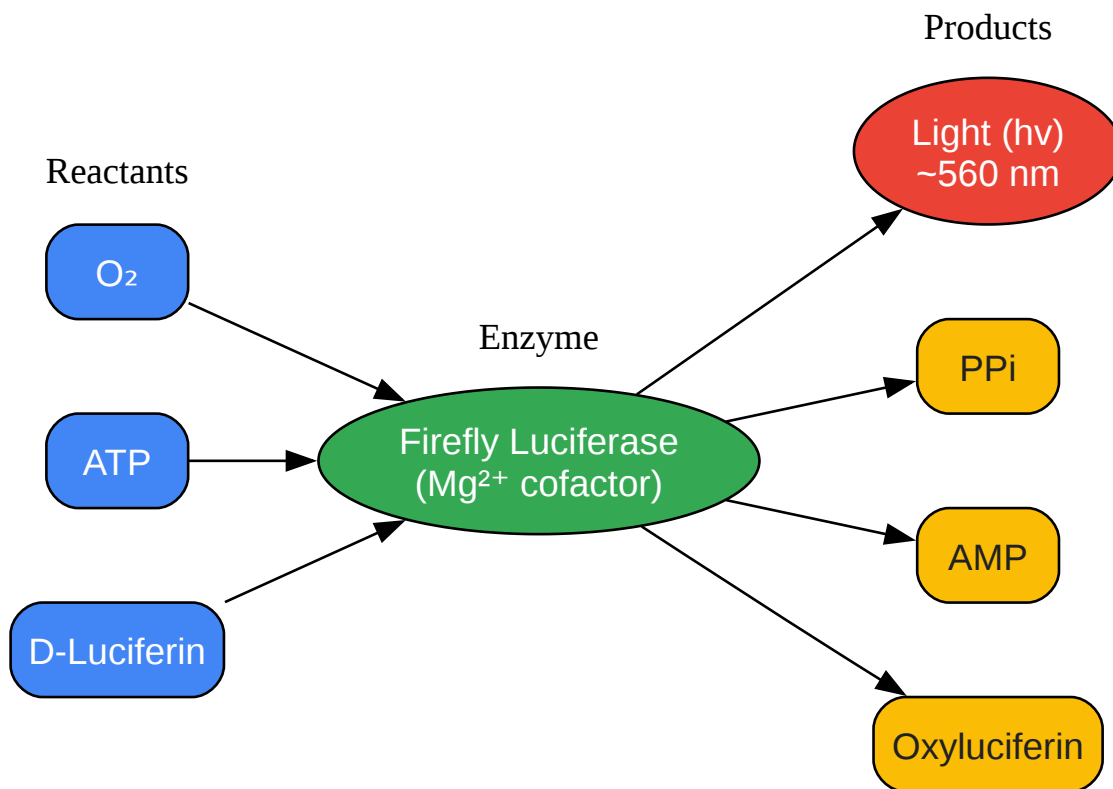 Products
Light (hv)
~560 nm
Reactants
O₂
Enzyme
PPi
ATP
Firefly Luciferase
(Mg²⁺ cofactor)
AMP
D-Luciferin
Oxyluciferin